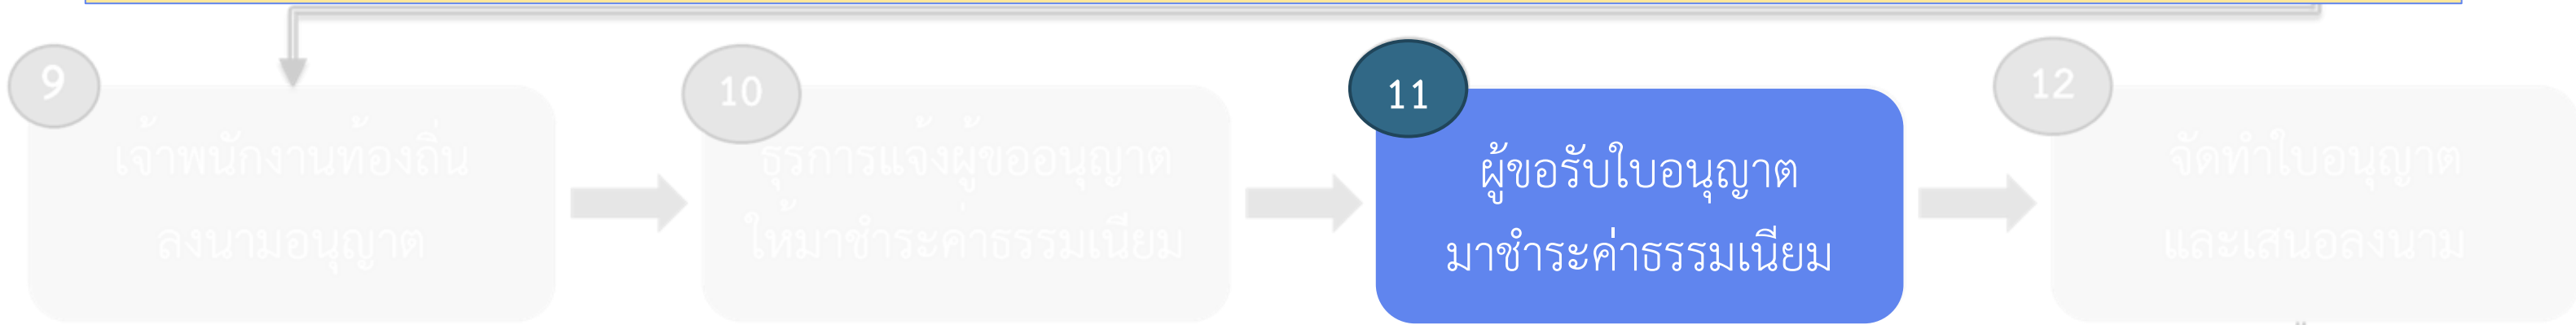 9
เจ้าพนักงานท้องถิ่น
ลงนามอนุญาต
10
ธุรการแจ้งผู้ขออนุญาต
ให้มาชำระค่าธรรมเนียม
11
ผู้ขอรับใบอนุญาต
มาชำระค่าธรรมเนียม
12
จัดทำใบอนุญาต
และเสนอลงนาม